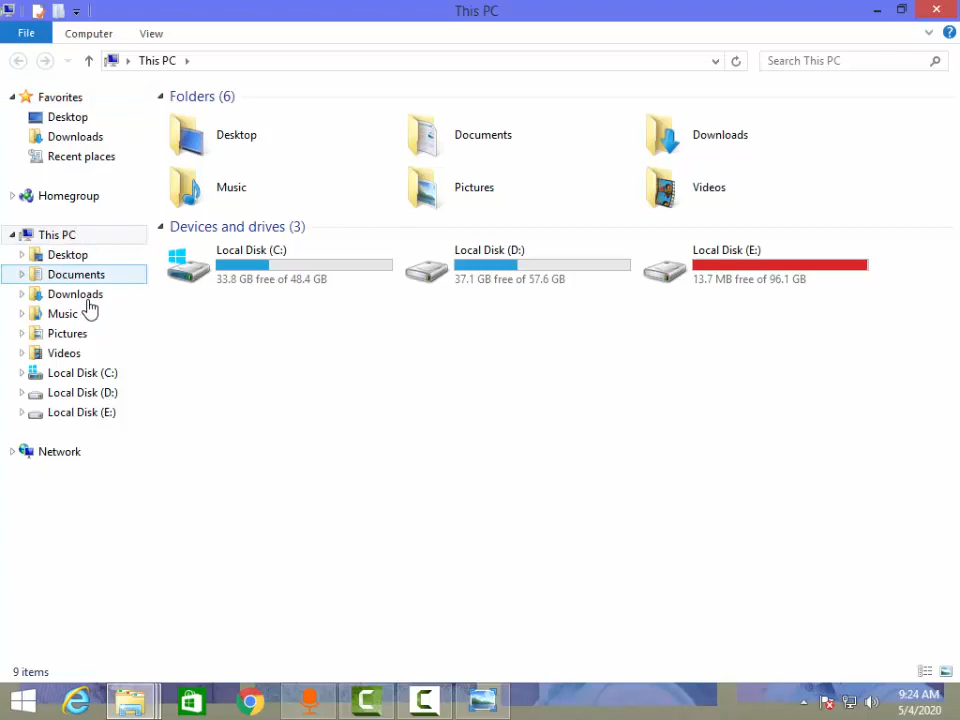 This PC
File
Computer
View
This PC
Search This PC
Favorites
Desktop
Downloads
Recent places
Homegroup
This PC
Desktop
Documents
Downloads
Music
Pictures
Videos
Local Disk (C:)
Local Disk (D:)
Local Disk (E:)
Network
Folders (6)
Desktop
Documents
Downloads
Music
Pictures
Videos
Devices and drives (3)
Local Disk (C:)
33.8 GB free of 48.4 GB
Local Disk (D:)
37.1 GB free of 57.6 GB
Local Disk (E:)
13.7 MB free of 96.1 GB
9 items
9:24 AM
5/4/2020